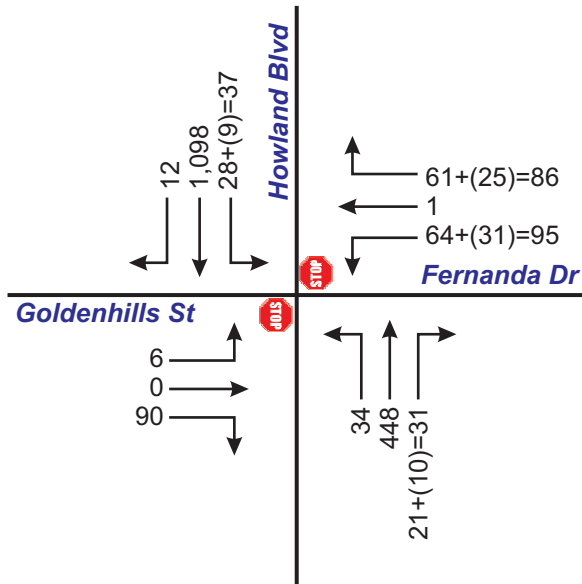 Howland Blvd
12
1,098
28+(9)=37
61+(25)=86
1
64+(31)=95
STOP
Fernanda Dr
Goldenhills St
STOP
6
0
90
34
448
21+(10)=31